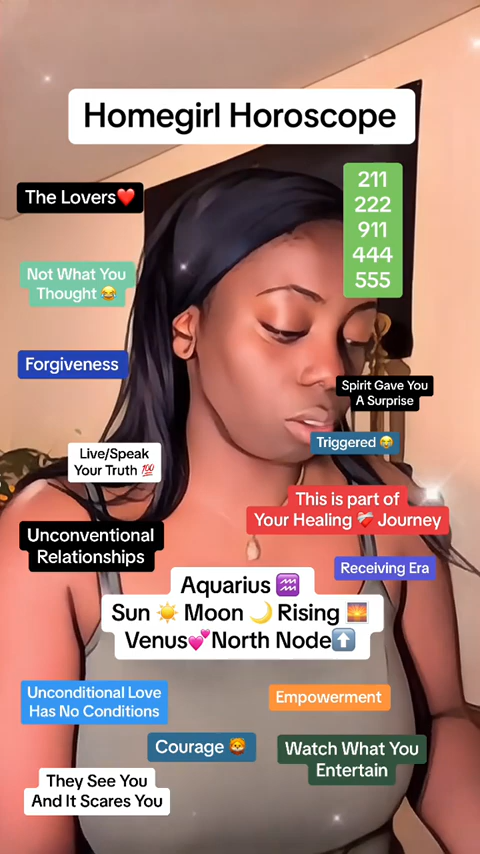 Homegirl Horoscope
The Lovers❤️
211
222
911
444
555
Not What You
Thought 😂
Forgiveness
Spirit Gave You
A Surprise
Triggered 😂
Live/Speak
Your Truth 💯
This is part of
Your Healing ❤️‍🩹 Journey
Unconventional
Relationships
Receiving Era
Aquarius ♒
Sun ☀️ Moon 🌙 Rising 🌅
Venus💕North Node⬆️
Unconditional Love
Has No Conditions
Empowerment
Courage 🦁
Watch What You
Entertain
They See You
And It Scares You